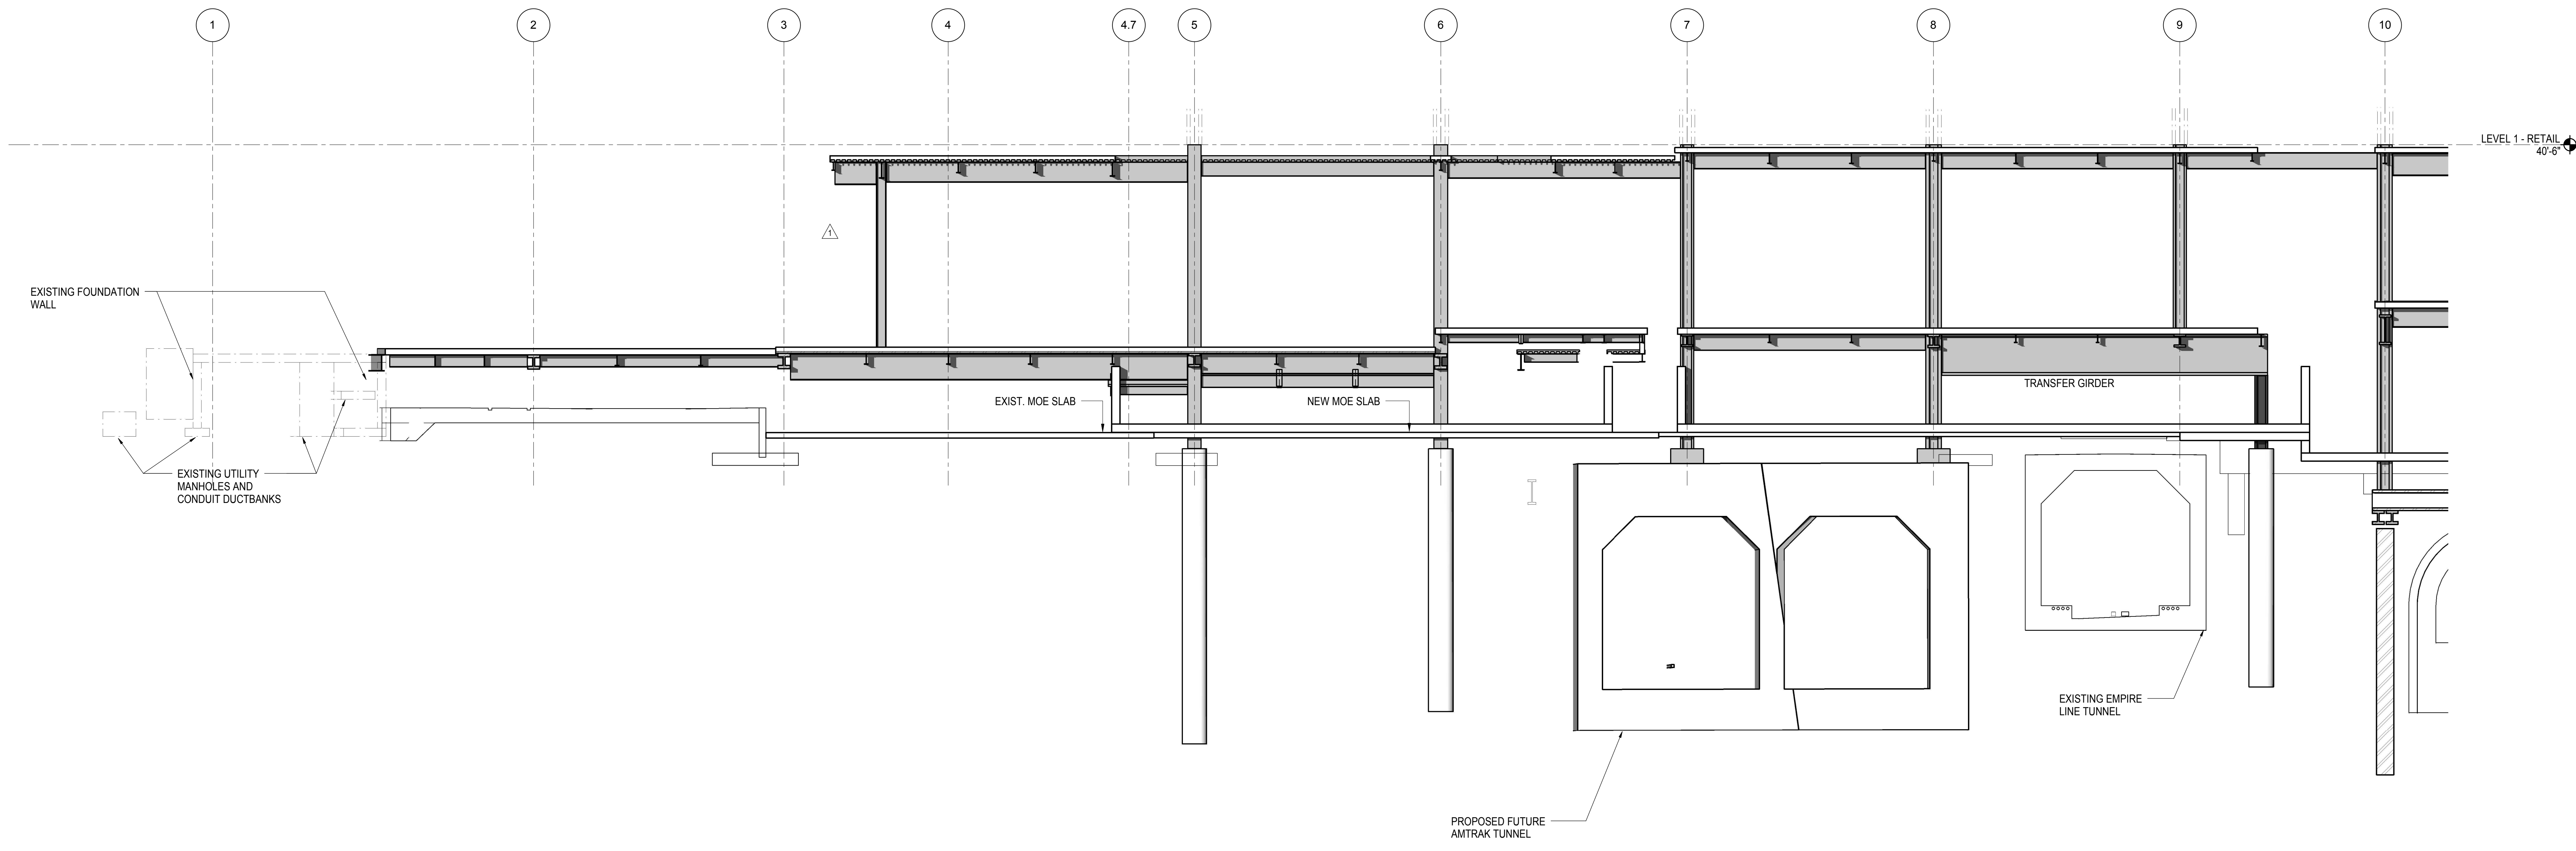 1
2
3
4
4.7
5
6
7
8
9
10
LEVEL 1 - RETAIL
40'-6"
1
EXISTING FOUNDATION
WALL
TRANSFER GIRDER
EXIST. MOE SLAB
NEW MOE SLAB
EXISTING UTILITY
MANHOLES AND
CONDUIT DUCTBANKS
EXISTING EMPIRE
LINE TUNNEL
PROPOSED FUTURE
AMTRAK TUNNEL